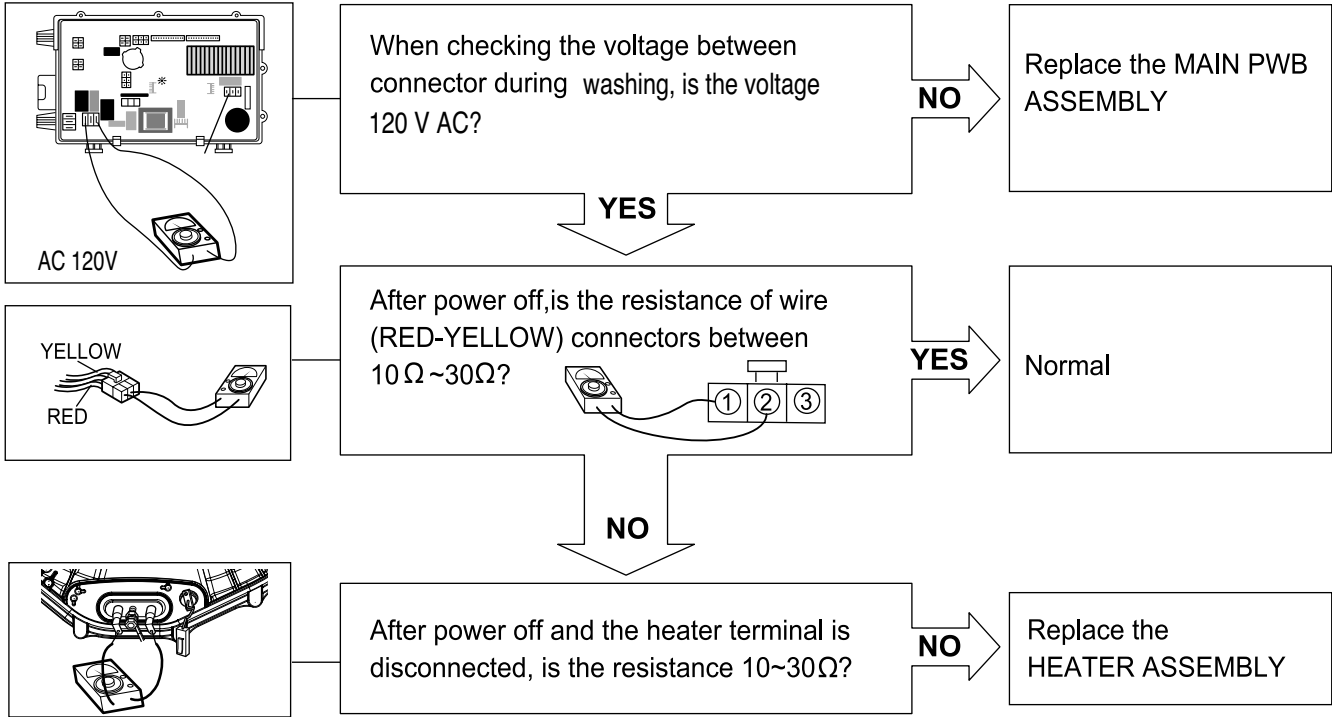 AC 120V
When checking the voltage between
connector during washing, is the voltage
120 V AC?
NO
Replace the MAIN PWB
ASSEMBLY
YES
YELLOW
RED
After power off,is the resistance of wire
(RED-YELLOW) connectors between
10 Ω ~30Ω?
① ② ③
YES
Normal
NO
After power off and the heater terminal is
disconnected, is the resistance 10~30Ω?
NO
Replace the
HEATER ASSEMBLY